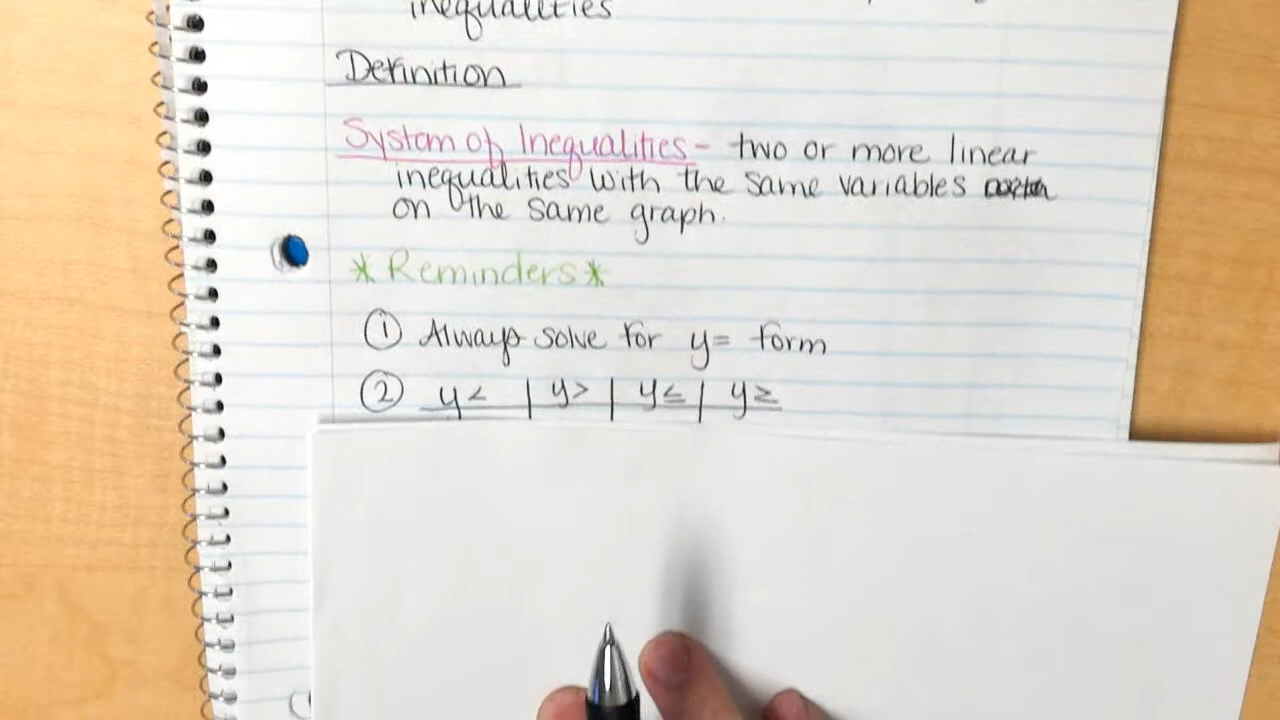 inequalities
Definition
System of Inequalities - two or more linear
inequalities with the same variables
on the same graph.
*Reminders*
① Always solve for y= form
② y< | y> | y≤ | y≥